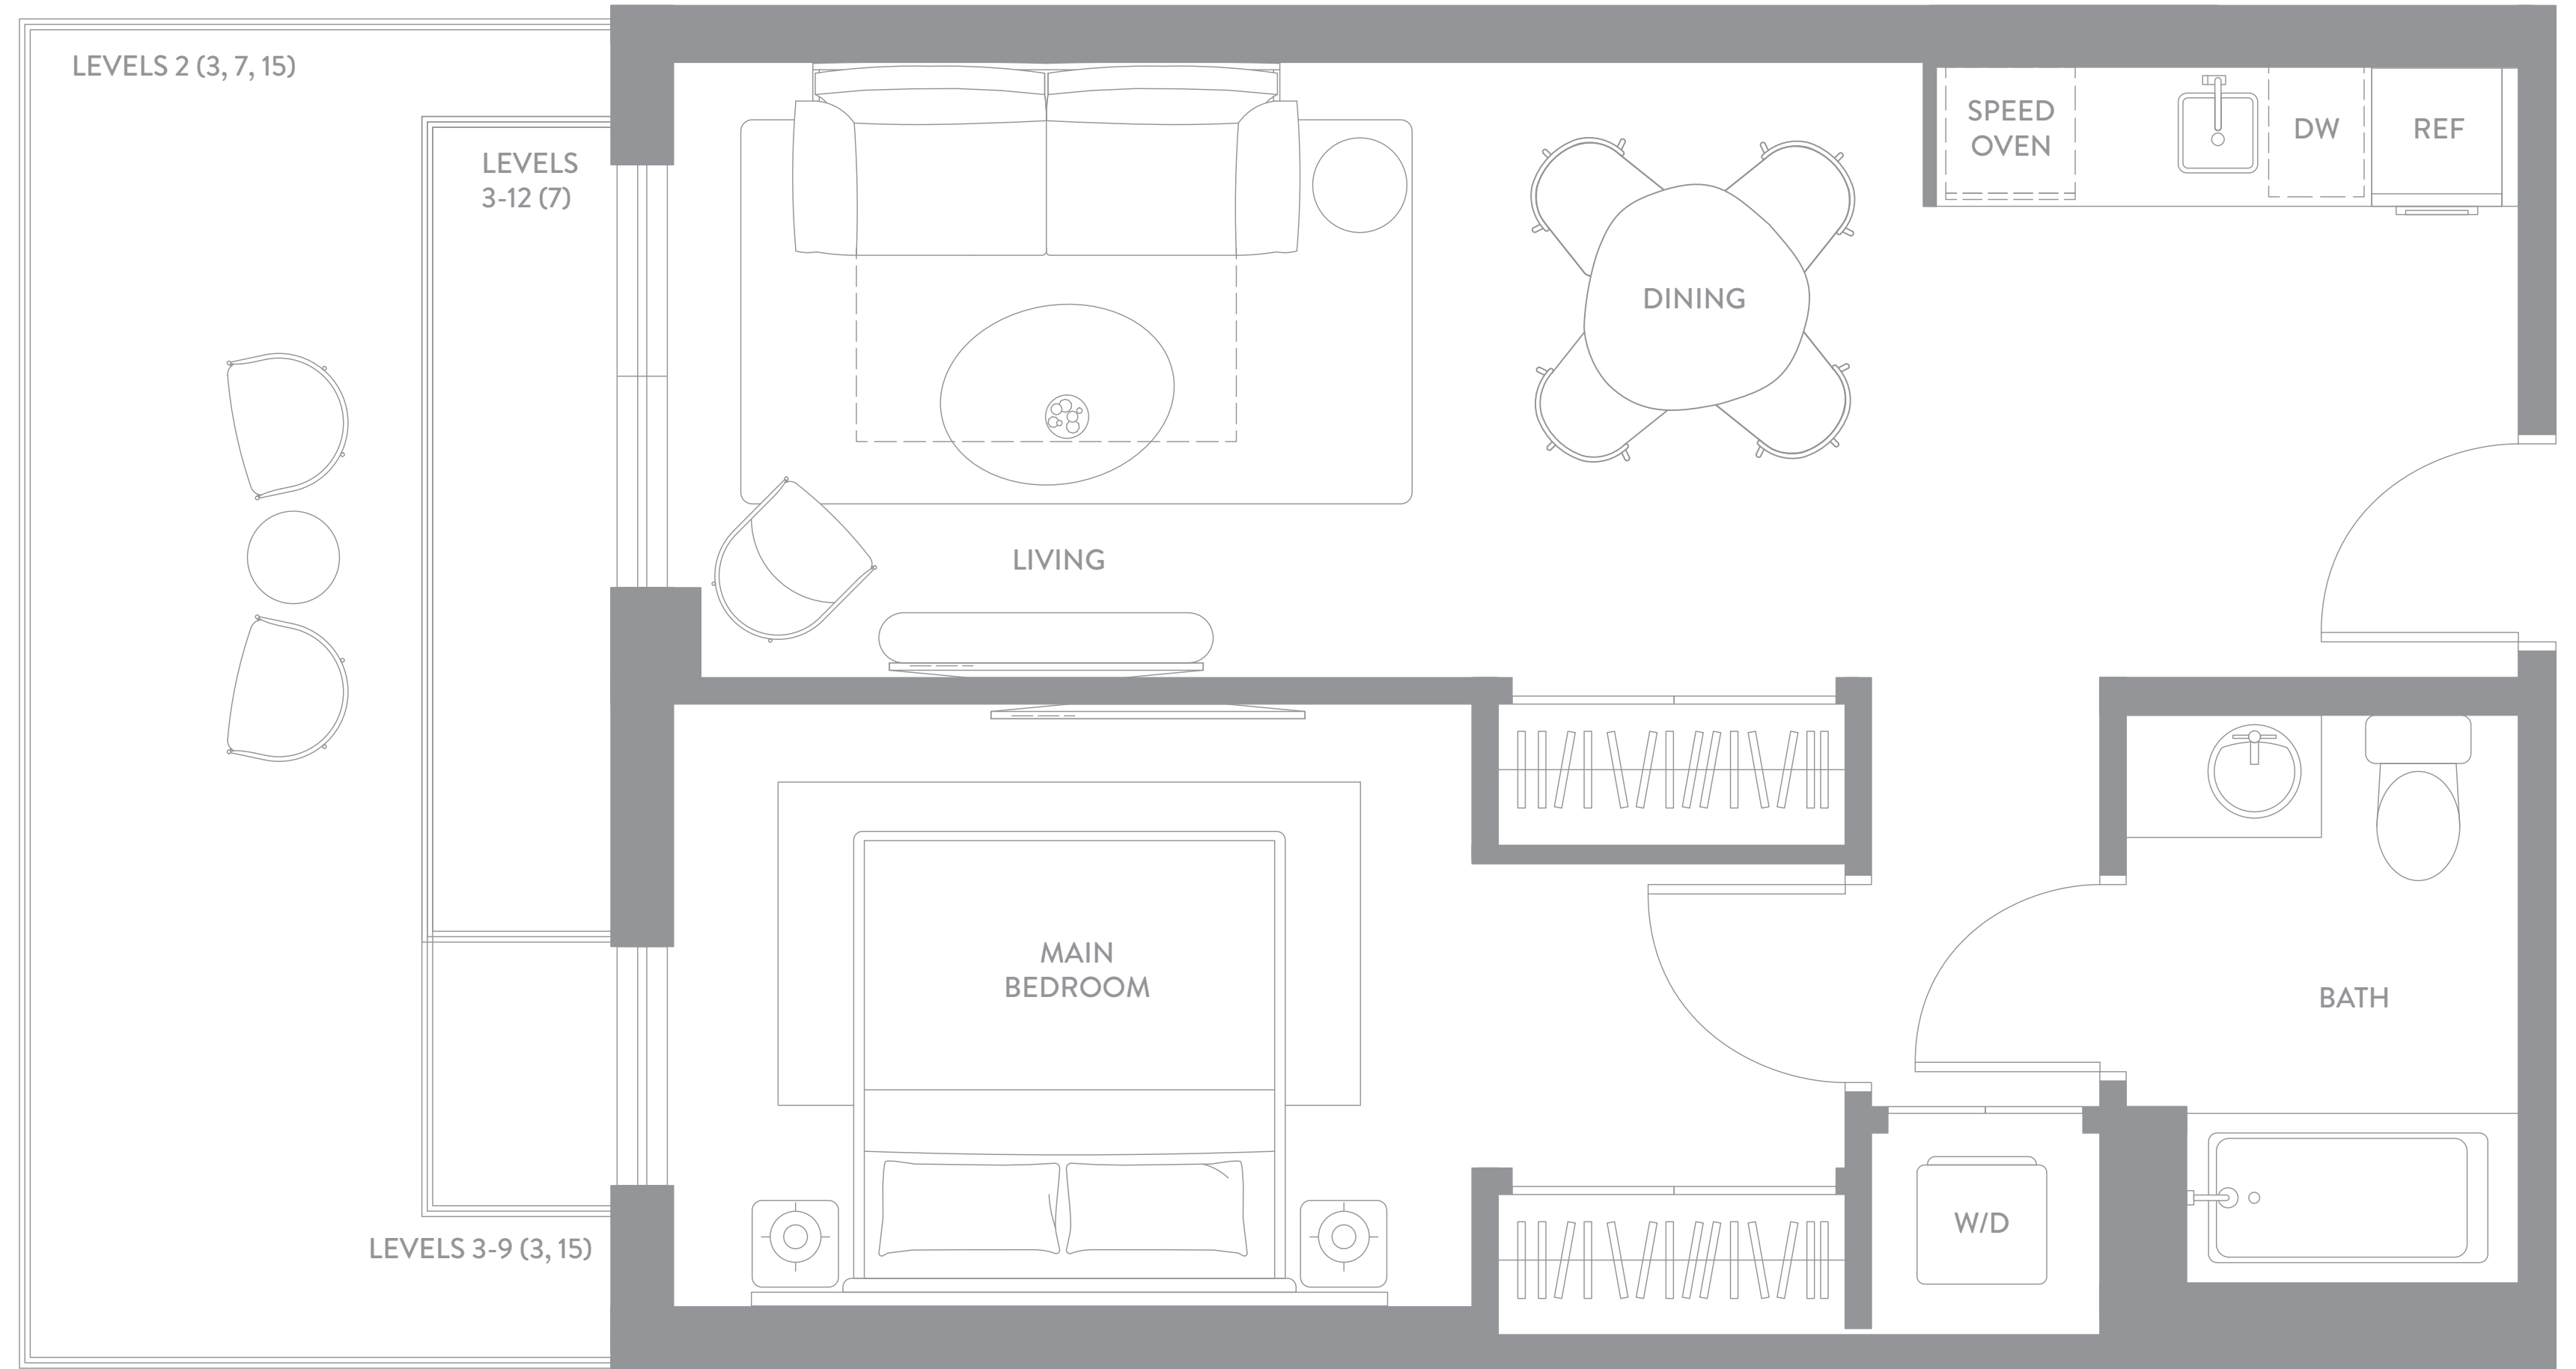 LEVELS 2 (3, 7, 15)
LEVELS
3-12 (7)
SPEED
OVEN
DW
REF
DINING
LIVING
MAIN
BEDROOM
BATH
W/D
LEVELS 3-9 (3, 15)